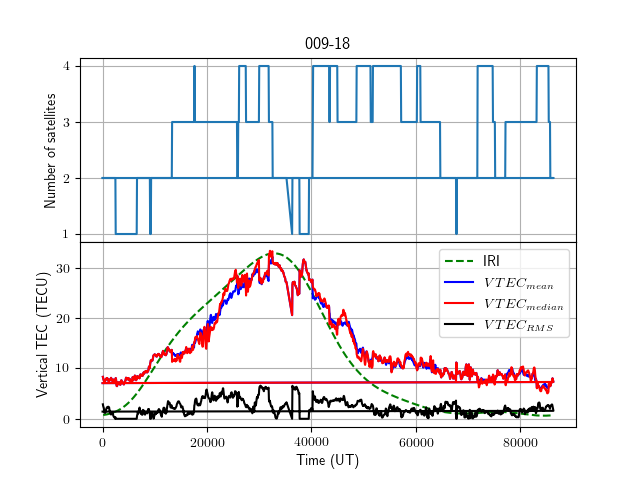 009-18
Number of satellites
4
3
2
1
Vertical TEC (TECU)
30
20
10
0
IRI
VTEC_mean
VTEC_median
VTEC_RMS
0 20000 40000 60000 80000
Time (UT)